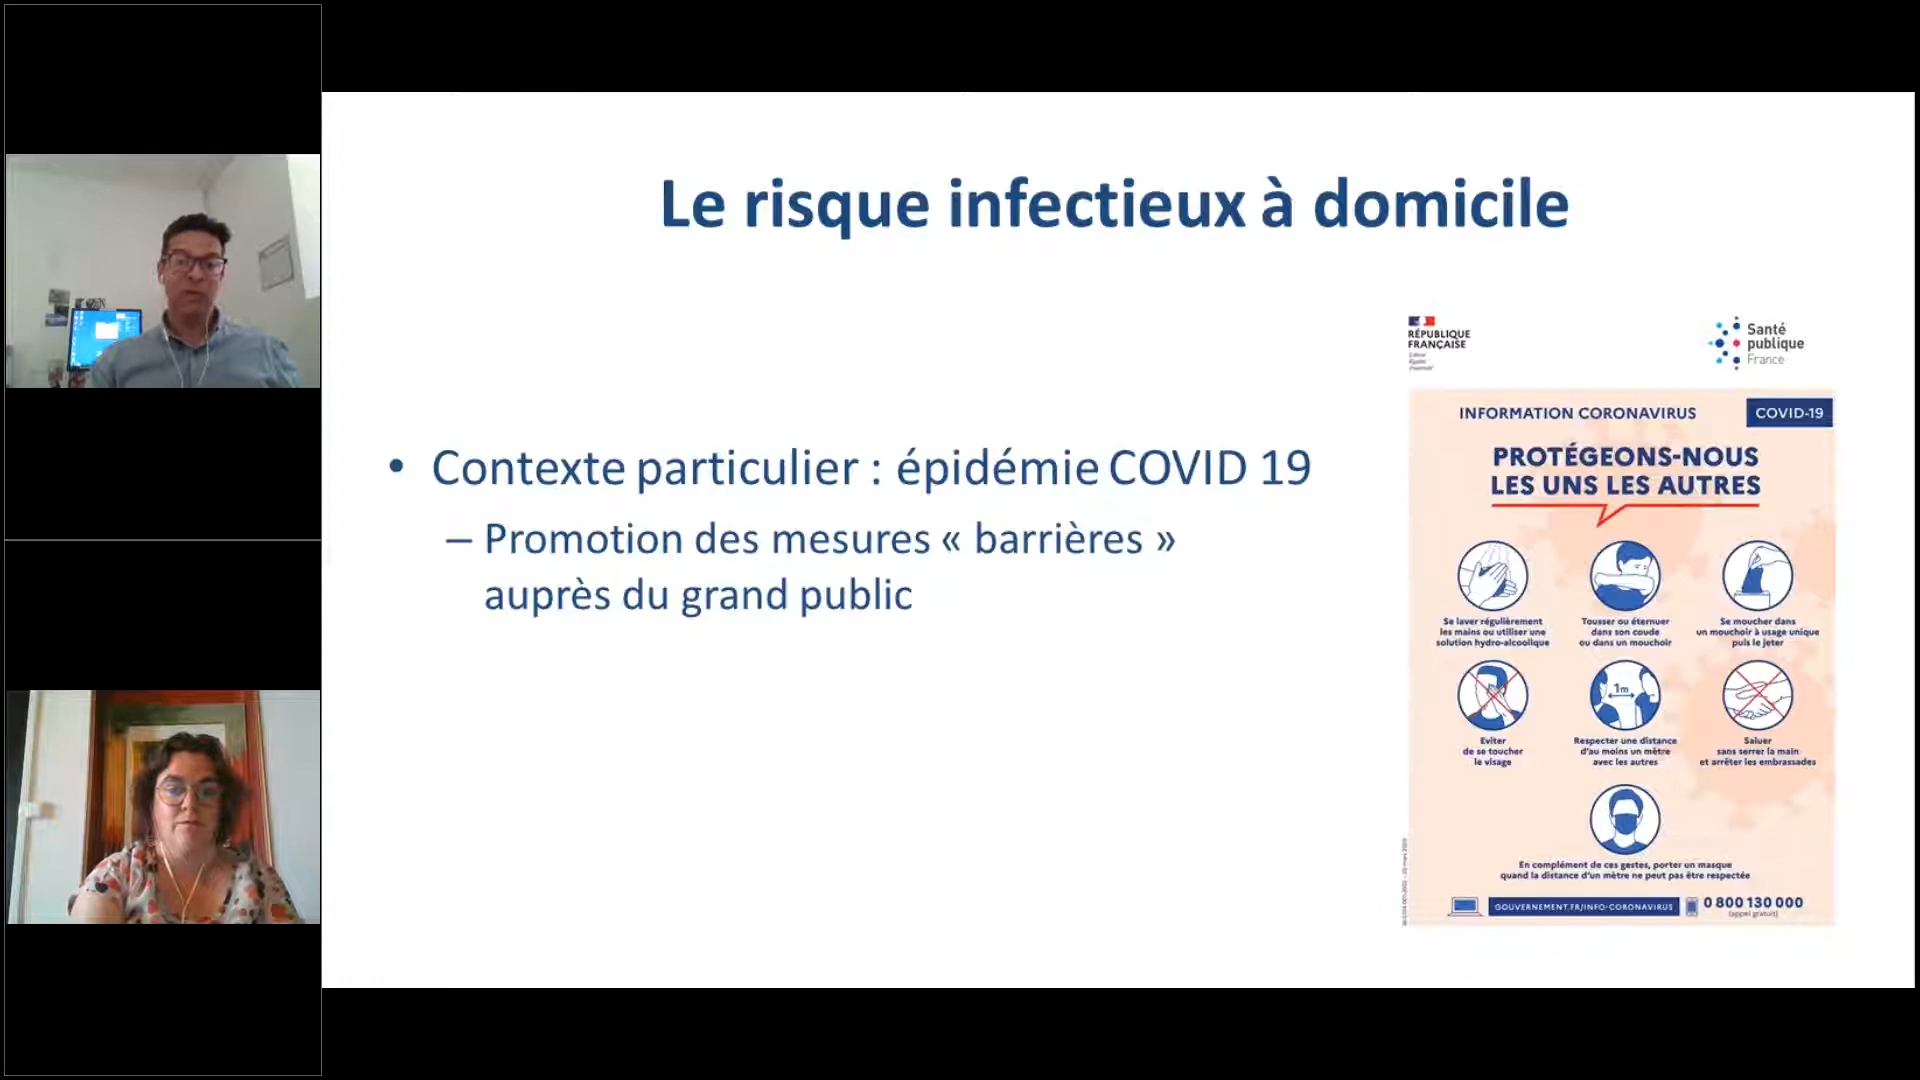 Le risque infectieux à domicile
• Contexte particulier : épidémie COVID 19
– Promotion des mesures « barrières »
auprès du grand public
RÉPUBLIQUE
FRANÇAISE
Santé
publique
France
INFORMATION CORONAVIRUS
COVID-19
PROTÉGEONS-NOUS
LES UNS LES AUTRES
Se laver régulièrement
les mains ou utiliser une
solution hydro-alcoolique
Tousser ou éternuer
dans son coude
ou dans un mouchoir
Se moucher dans
un mouchoir à usage unique
puis le jeter
Eviter
de se toucher
le visage
1m
Respecter une distance
d'au moins un mètre
avec les autres
Saluer
sans serrer la main
et arrêter les embrassades
En complément de ces gestes, porter un masque
quand la distance d'un mètre ne peut pas être respectée
GOUVERNEMENT.FR/INFO-CORONAVIRUS
0 800 130 000
(appel gratuit)